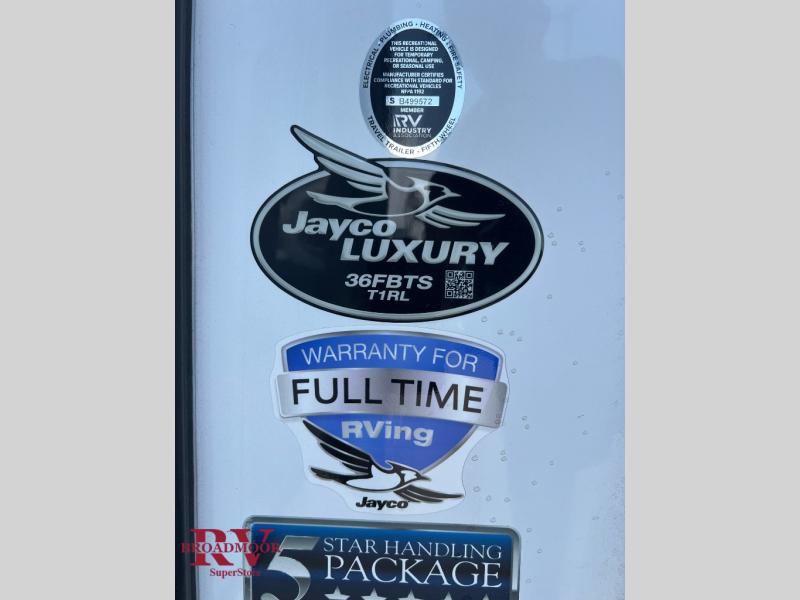 ELECTRICAL - PLUMBING - HEATING - FIRE SAFETY
THIS RECREATIONAL
VEHICLE IS DESIGNED
FOR TEMPORARY
RECREATIONAL, CAMPING,
OR SEASONAL USE
MANUFACTURER CERTIFIES
COMPLIANCE WITH STANDARD FOR
RECREATIONAL VEHICLES
NFPA 1192
S B499572
MEMBER
RV
INDUSTRY
ASSOCIATION
TRAVEL TRAILER - FIFTH WHEEL
Jayco
LUXURY
36FBTS
T1RL
WARRANTY FOR
FULL TIME
RVing
Jayco
5 STAR HANDLING
PACKAGE
RV
BROADMOOR
SuperStore